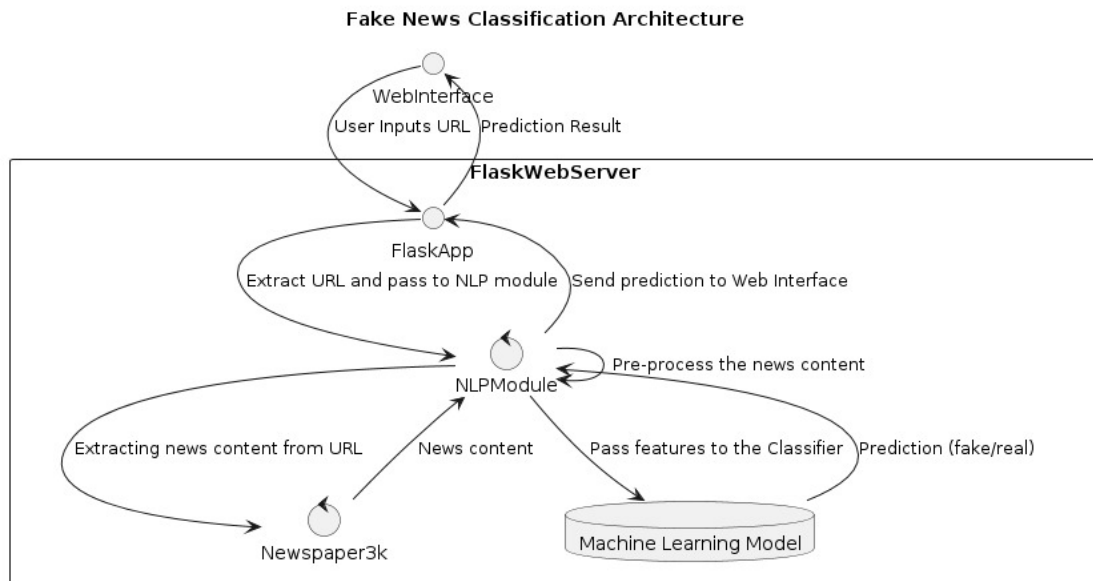 Fake News Classification Architecture
WebInterface
User Inputs URL
Prediction Result
FlaskWebServer
FlaskApp
Extract URL and pass to NLP module
Send prediction to Web Interface
Pre-process the news content
NLPModule
Extracting news content from URL
News content
Pass features to the Classifier
Prediction (fake/real)
Newspaper3k
Machine Learning Model